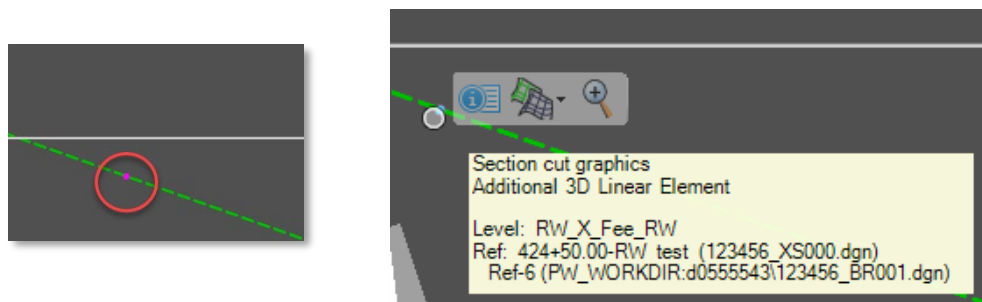 Section cut graphics
Additional 3D Linear Element
Level: RW_X_Fee_RW
Ref: 424+50.00-RW test (123456_XS000.dgn)
Ref-6 (PW_WORKDIR:d0555543\123456_BR001.dgn)